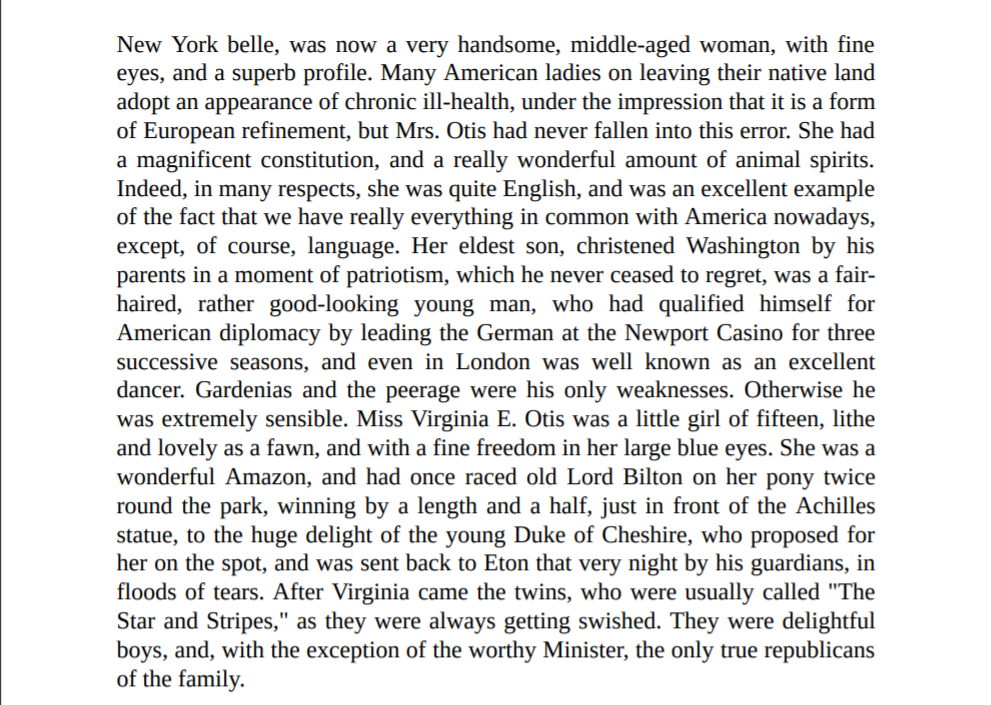 New York belle, was now a very handsome, middle-aged woman, with fine
eyes, and a superb profile. Many American ladies on leaving their native land
adopt an appearance of chronic ill-health, under the impression that it is a form
of European refinement, but Mrs. Otis had never fallen into this error. She had
a magnificent constitution, and a really wonderful amount of animal spirits.
Indeed, in many respects, she was quite English, and was an excellent example
of the fact that we have really everything in common with America nowadays,
except, of course, language. Her eldest son, christened Washington by his
parents in a moment of patriotism, which he never ceased to regret, was a fair-
haired, rather good-looking young man, who had qualified himself for
American diplomacy by leading the German at the Newport Casino for three
successive seasons, and even in London was well known as an excellent
dancer. Gardenias and the peerage were his only weaknesses. Otherwise he
was extremely sensible. Miss Virginia E. Otis was a little girl of fifteen, lithe
and lovely as a fawn, and with a fine freedom in her large blue eyes. She was a
wonderful Amazon, and had once raced old Lord Bilton on her pony twice
round the park, winning by a length and a half, just in front of the Achilles
statue, to the huge delight of the young Duke of Cheshire, who proposed for
her on the spot, and was sent back to Eton that very night by his guardians, in
floods of tears. After Virginia came the twins, who were usually called "The
Star and Stripes," as they were always getting swished. They were delightful
boys, and, with the exception of the worthy Minister, the only true republicans
of the family.